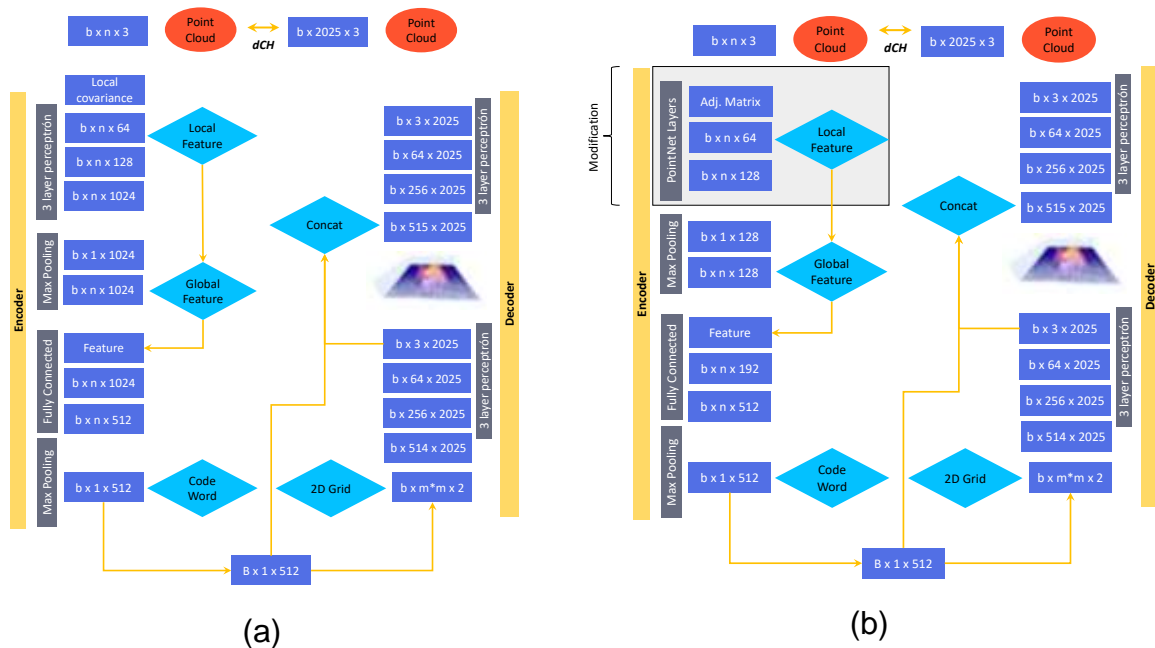 b x n x 3
Point
Cloud
dCH
b x 2025 x 3
Point
Cloud
Encoder
3 layer perceptrón
Local
covariance
b x n x 64
b x n x 128
b x n x 1024
Local
Feature
Max Pooling
b x 1 x 1024
b x n x 1024
Global
Feature
Fully Connected
Feature
b x n x 1024
b x n x 512
Max Pooling
b x 1 x 512
Code
Word
B x 1 x 512
2D Grid
b x m*m x 2
Concat
b x 3 x 2025
b x 64 x 2025
b x 256 x 2025
b x 515 x 2025
3 layer perceptrón
b x 3 x 2025
b x 64 x 2025
b x 256 x 2025
b x 514 x 2025
3 layer perceptrón
Decoder
(a)
b x n x 3
Point
Cloud
dCH
b x 2025 x 3
Point
Cloud
Modification
Encoder
PointNet Layers
Adj. Matrix
b x n x 64
b x n x 128
Local
Feature
Max Pooling
b x 1 x 128
b x n x 128
Global
Feature
Fully Connected
Feature
b x n x 192
b x n x 512
Max Pooling
b x 1 x 512
Code
Word
B x 1 x 512
2D Grid
b x m*m x 2
Concat
b x 3 x 2025
b x 64 x 2025
b x 256 x 2025
b x 515 x 2025
3 layer perceptrón
b x 3 x 2025
b x 64 x 2025
b x 256 x 2025
b x 514 x 2025
3 layer perceptrón
Decoder
(b)